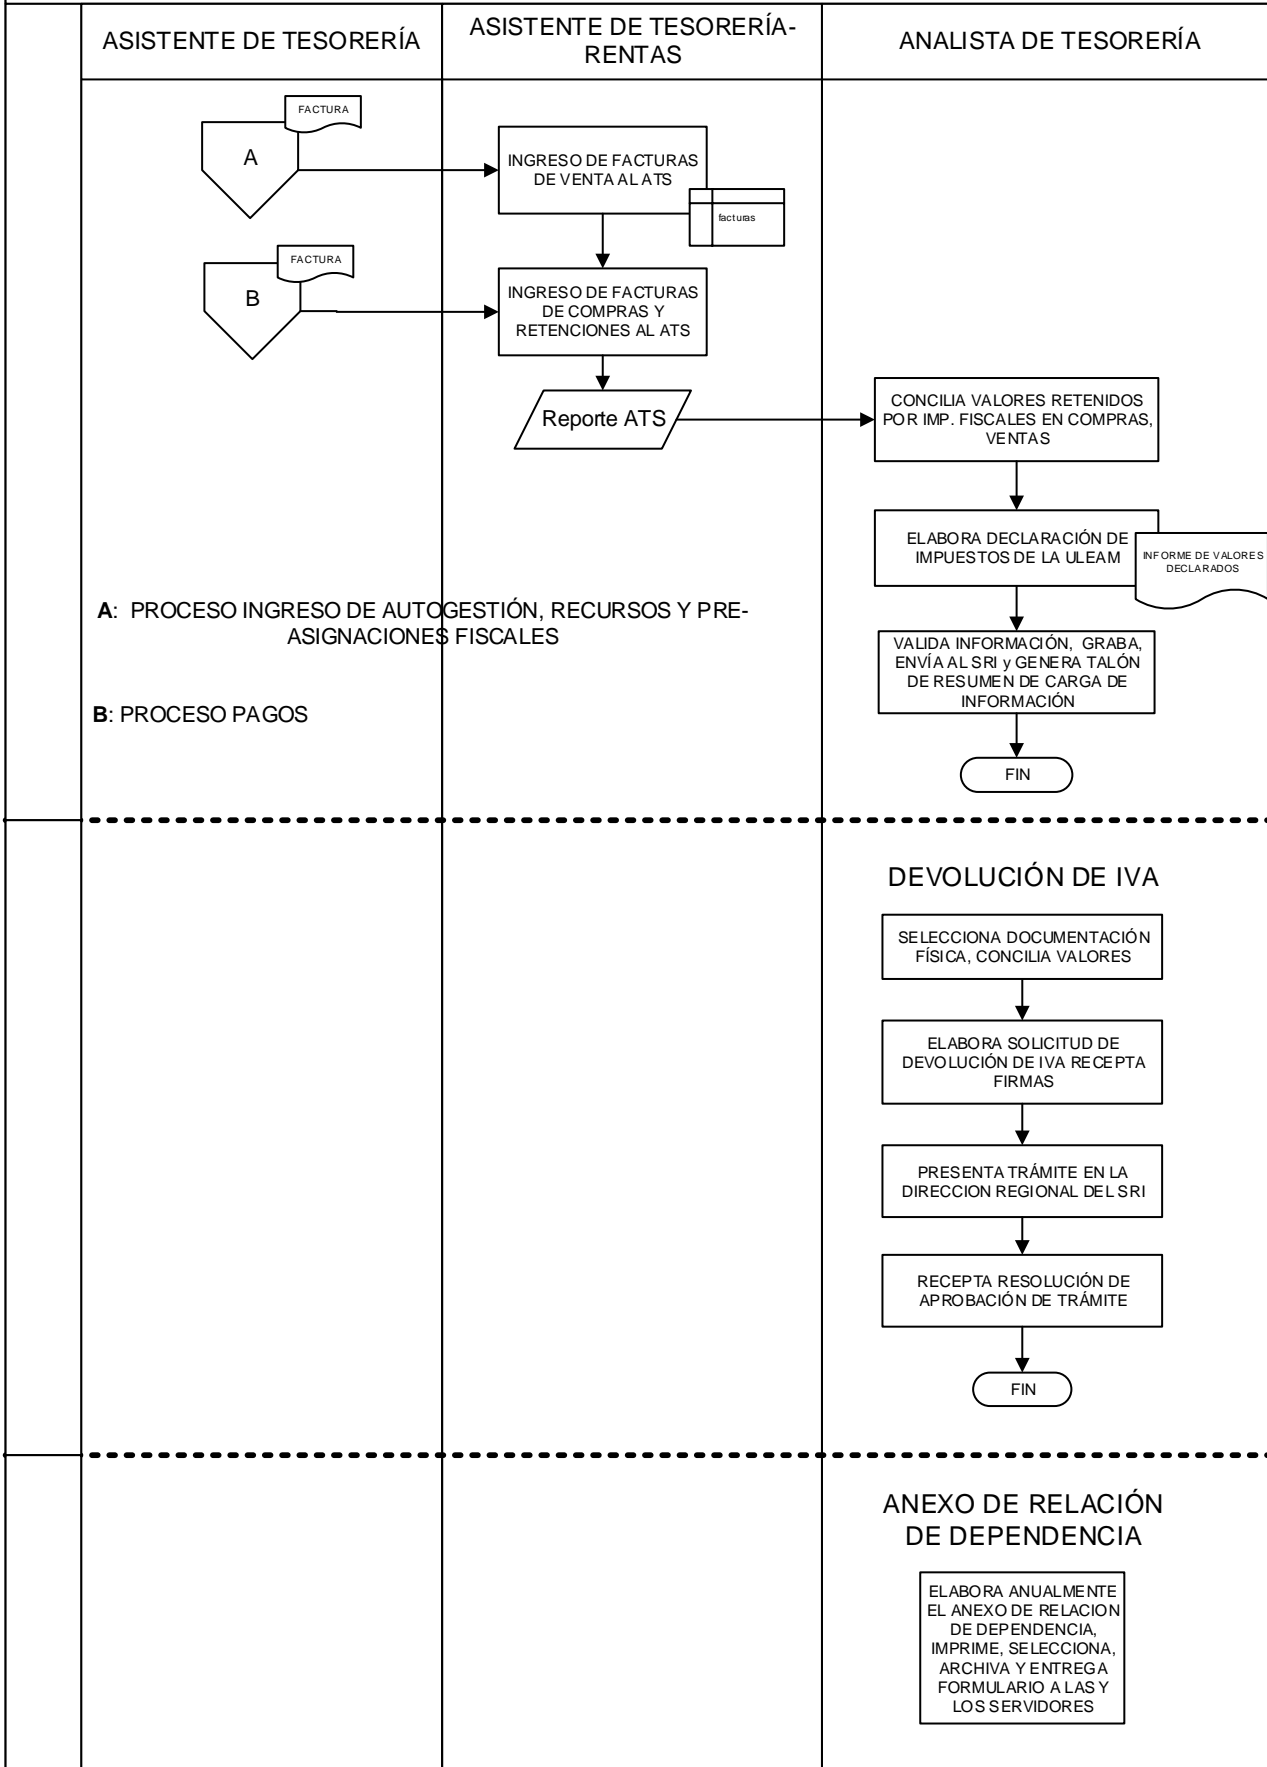 ASISTENTE DE TESORERÍA
ASISTENTE DE TESORERÍA-
RENTAS
ANALISTA DE TESORERÍA
FACTURA
A
INGRESO DE FACTURAS
DE VENTA AL ATS
facturas
FACTURA
B
INGRESO DE FACTURAS
DE COMPRAS Y
RETENCIONES AL ATS
Reporte ATS
CONCILIA VALORES RETENIDOS
POR IMP. FISCALES EN COMPRAS,
VENTAS
ELABORA DECLARACIÓN DE
IMPUESTOS DE LA ULEAM
INFORME DE VALORES
DECLARADOS
A: PROCESO INGRESO DE AUTOGESTIÓN, RECURSOS Y PRE-
ASIGNACIONES FISCALES
VALIDA INFORMACIÓN, GRABA,
ENVÍA AL SRI y GENERA TALÓN
DE RESUMEN DE CARGA DE
INFORMACIÓN
B: PROCESO PAGOS
FIN
DEVOLUCIÓN DE IVA
SELECCIONA DOCUMENTACIÓN
FÍSICA, CONCILIA VALORES
ELABORA SOLICITUD DE
DEVOLUCIÓN DE IVA RECEPTA
FIRMAS
PRESENTA TRÁMITE EN LA
DIRECCION REGIONAL DEL SRI
RECEPTA RESOLUCIÓN DE
APROBACIÓN DE TRÁMITE
FIN
ANEXO DE RELACIÓN
DE DEPENDENCIA
ELABORA ANUALMENTE
EL ANEXO DE RELACION
DE DEPENDENCIA,
IMPRIME, SELECCIONA,
ARCHIVA Y ENTREGA
FORMULARIO A LAS Y
LOS SERVIDORES